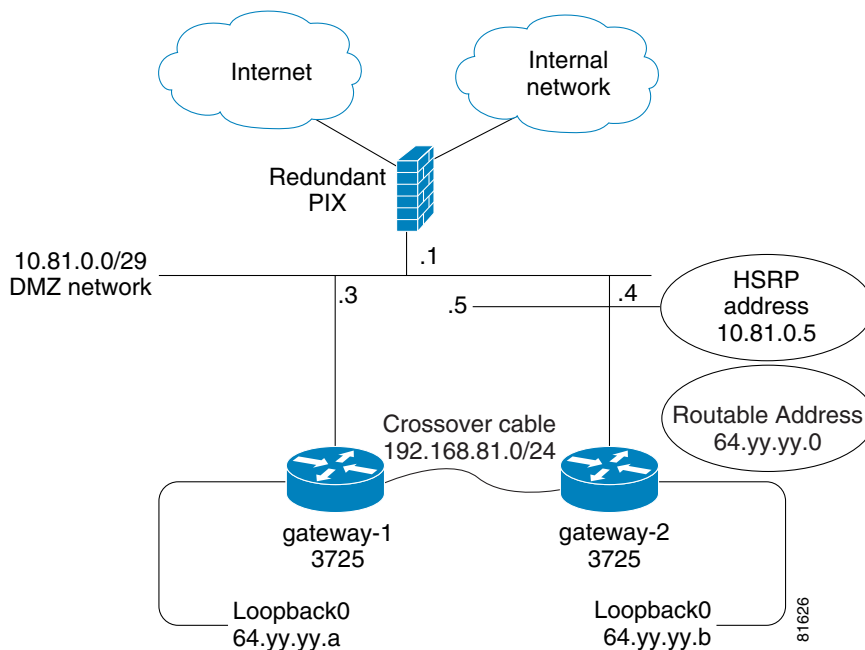 Internet
Internal
network
Redundant
PIX
10.81.0.0/29
DMZ network
.1
.3
.5
.4
HSRP
address
10.81.0.5
Routable Address
64.yy.yy.0
Crossover cable
192.168.81.0/24
gateway-1
3725
gateway-2
3725
Loopback0
64.yy.yy.a
Loopback0
64.yy.yy.b
81626